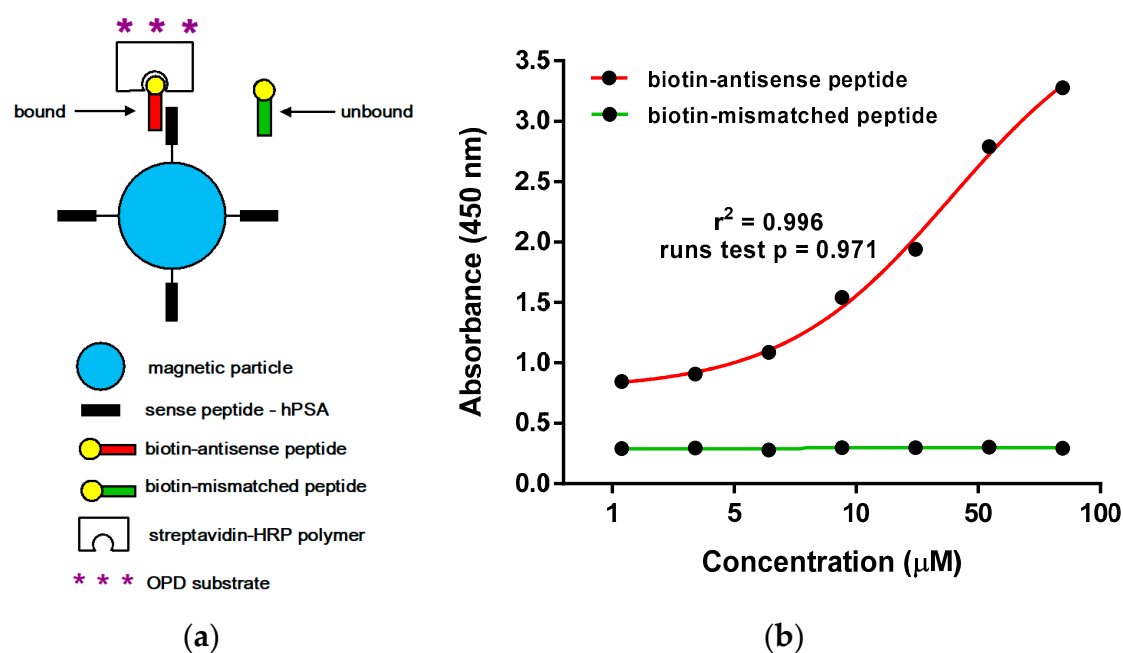 * * *
bound
unbound
magnetic particle
sense peptide - hPSA
biotin-antisense peptide
biotin-mismatched peptide
streptavidin-HRP polymer
* * * OPD substrate
(a)
Absorbance (450 nm)
3.5
3.0
2.5
2.0
1.5
1.0
0.5
0.0
biotin-antisense peptide
biotin-mismatched peptide
r² = 0.996
runs test p = 0.971
1 5 10 50 100
Concentration (μM)
(b)